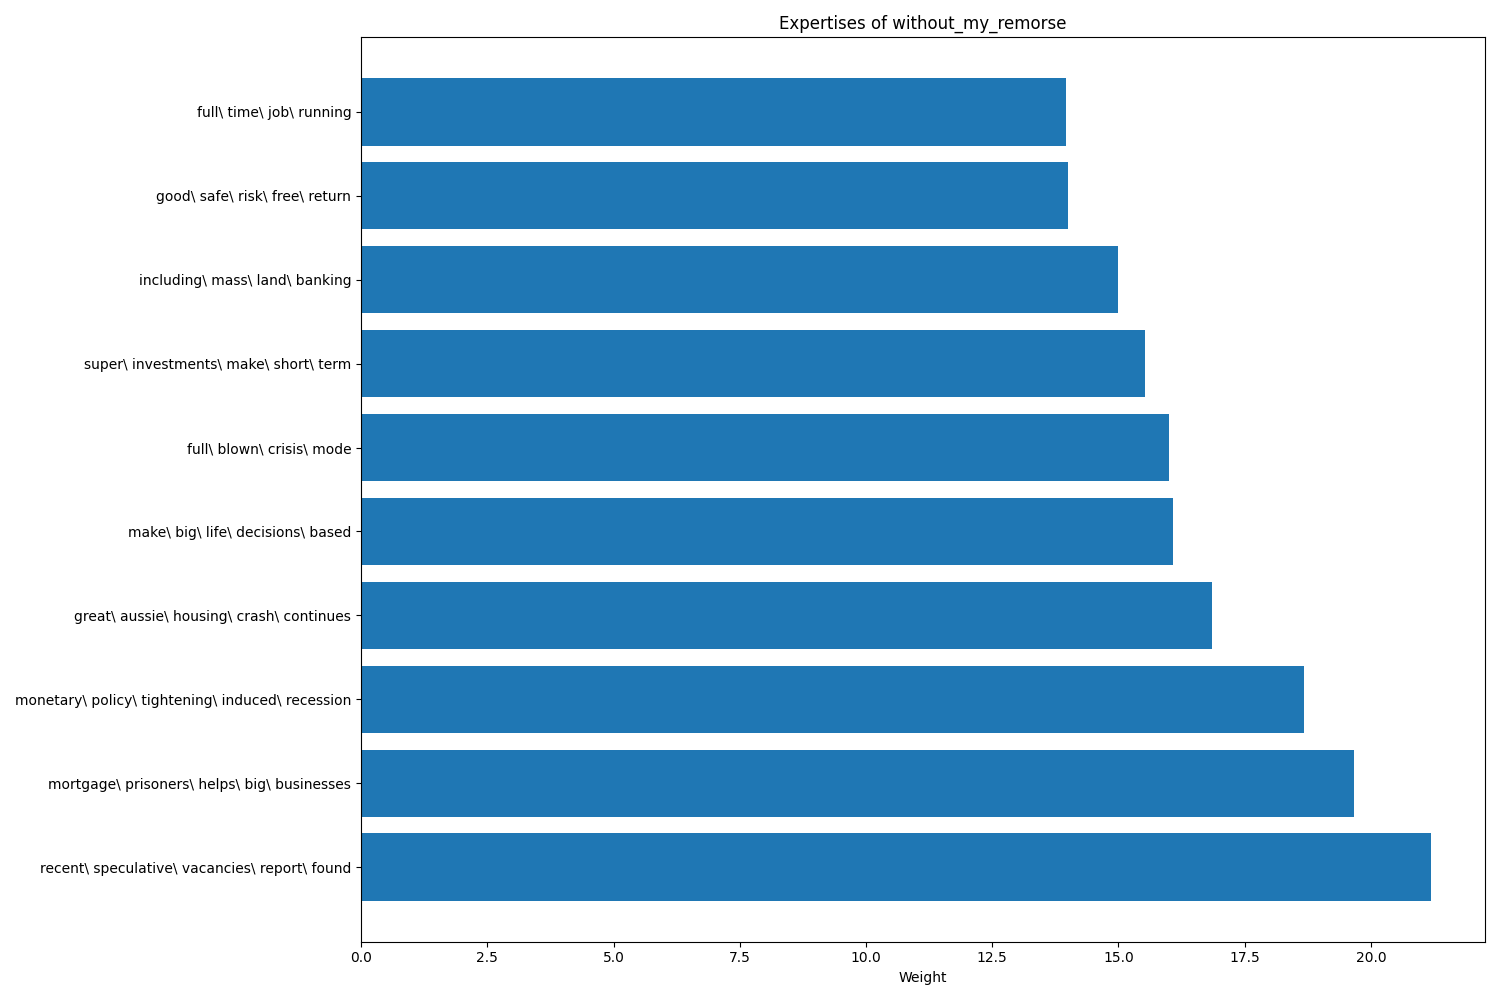 Expertises of without_my_remorse
full\ time\ job\ running
good\ safe\ risk\ free\ return
including\ mass\ land\ banking
super\ investments\ make\ short\ term
full\ blown\ crisis\ mode
make\ big\ life\ decisions\ based
great\ aussie\ housing\ crash\ continues
monetary\ policy\ tightening\ induced\ recession
mortgage\ prisoners\ helps\ big\ businesses
recent\ speculative\ vacancies\ report\ found
0.0 2.5 5.0 7.5 10.0 12.5 15.0 17.5 20.0
Weight